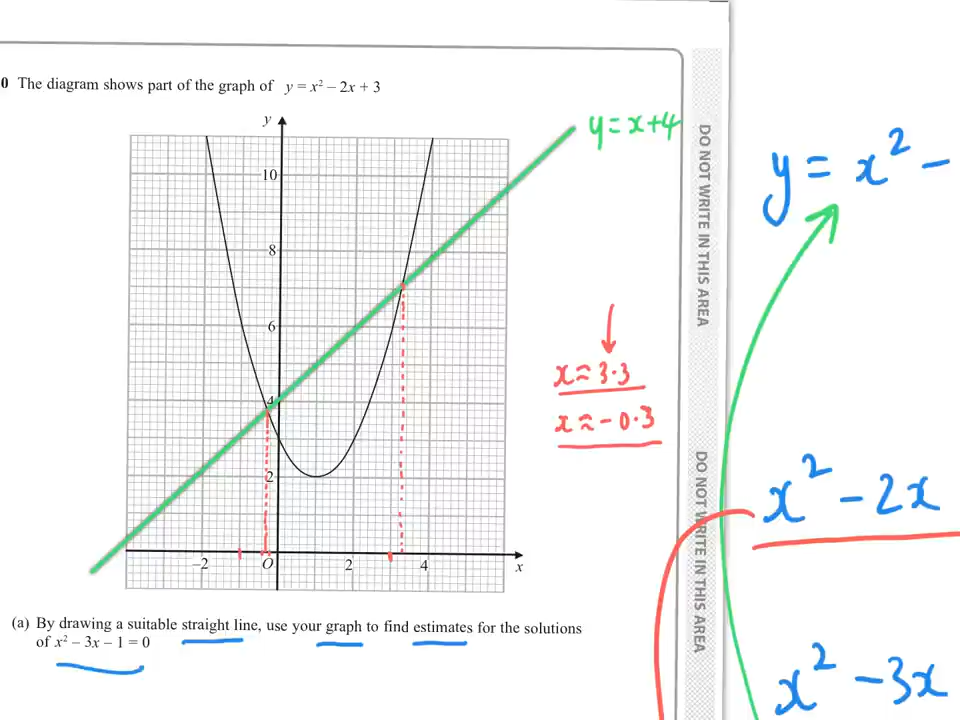 0 The diagram shows part of the graph of y = x² – 2x + 3
y
y = x + 4
10
8
6
4
2
–2
O
2
4
x
x ≈ 3·3
x ≈ -0·3
(a) By drawing a suitable straight line, use your graph to find estimates for the solutions
of x² – 3x – 1 = 0
DO NOT WRITE IN THIS AREA
DO NOT WRITE IN THIS AREA
y = x² -
x² - 2x
x² - 3x